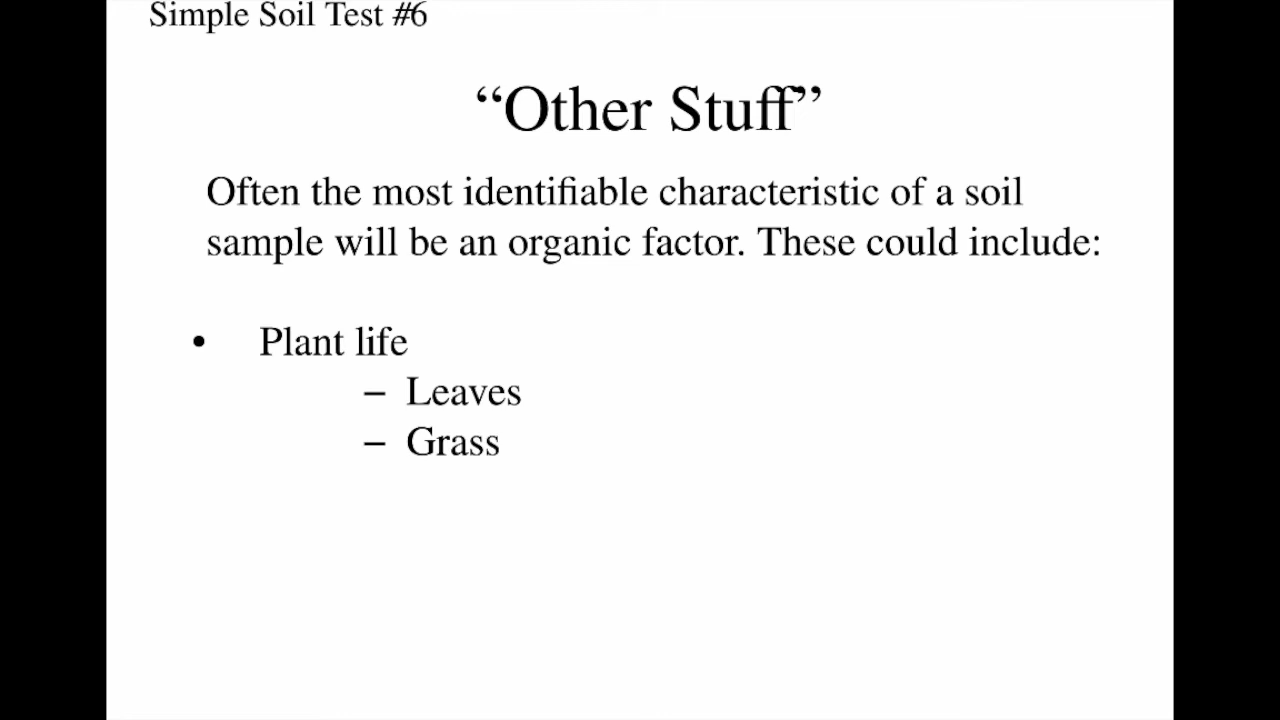 Simple Soil Test #6
“Other Stuff”
Often the most identifiable characteristic of a soil
sample will be an organic factor. These could include:
• Plant life
– Leaves
– Grass